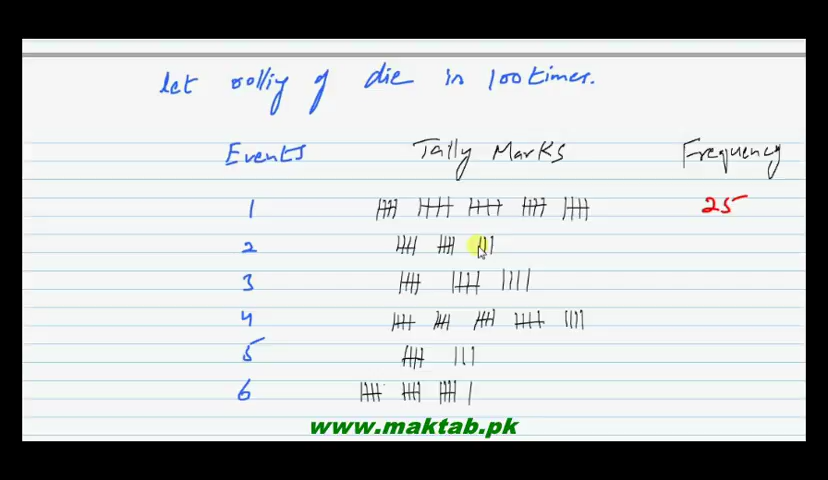 let rolling of die is 100 times.
Events Tally Marks Frequency
1 25
2
3
4
5
6
www.maktab.pk